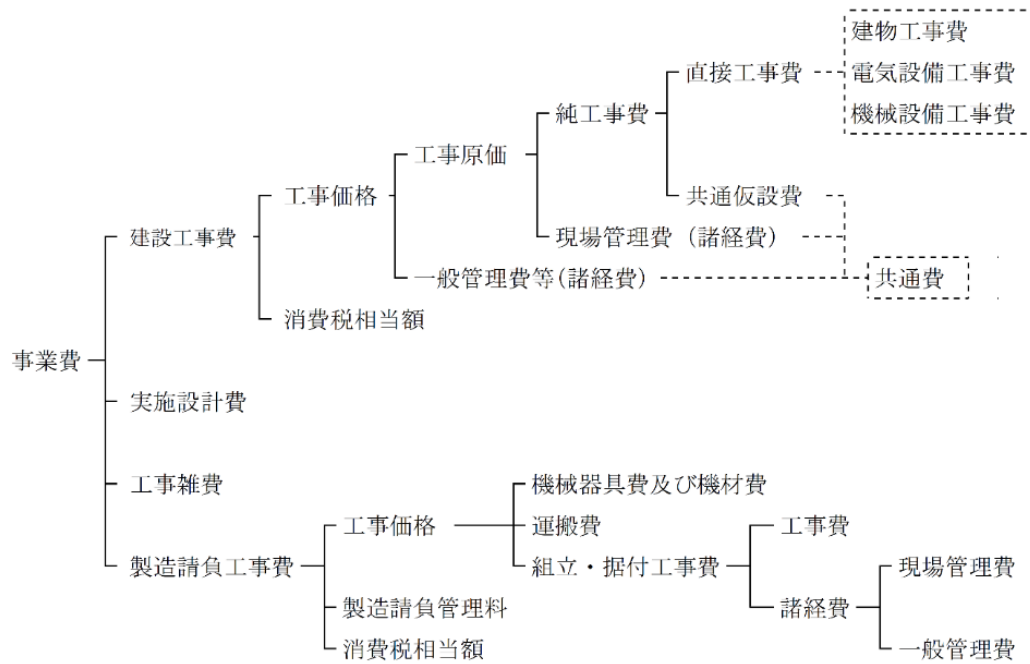 建物工事費
直接工事費
電気設備工事費
純工事費
機械設備工事費
工事原価
工事価格
共通仮設費
建設工事費
現場管理費（諸経費）
一般管理費等（諸経費）
共通費
消費税相当額
事業費
実施設計費
工事雑費
機械器具費及び機材費
工事価格
運搬費
工事費
製造請負工事費
組立・据付工事費
現場管理費
製造請負管理料
諸経費
消費税相当額
一般管理費